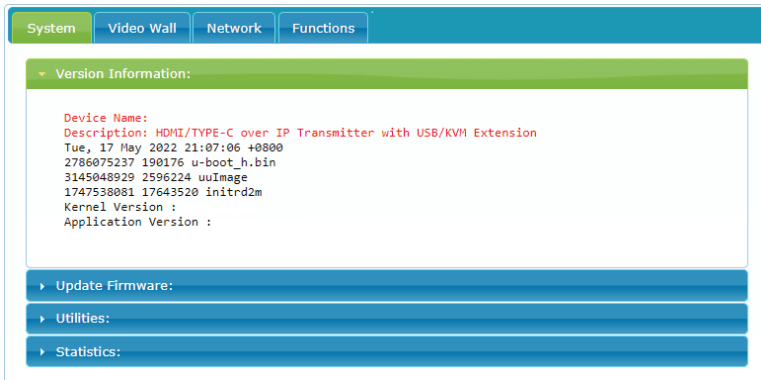 System Video Wall Network Functions
Version Information:
Device Name:
Description: HDMI/TYPE-C over IP Transmitter with USB/KVM Extension
Tue, 17 May 2022 21:07:06 +0800
2786075237 190176 u-boot_h.bin
3145048929 2596224 uuImage
1747538081 17643520 initrd2m
Kernel Version :
Application Version :
Update Firmware:
Utilities:
Statistics: